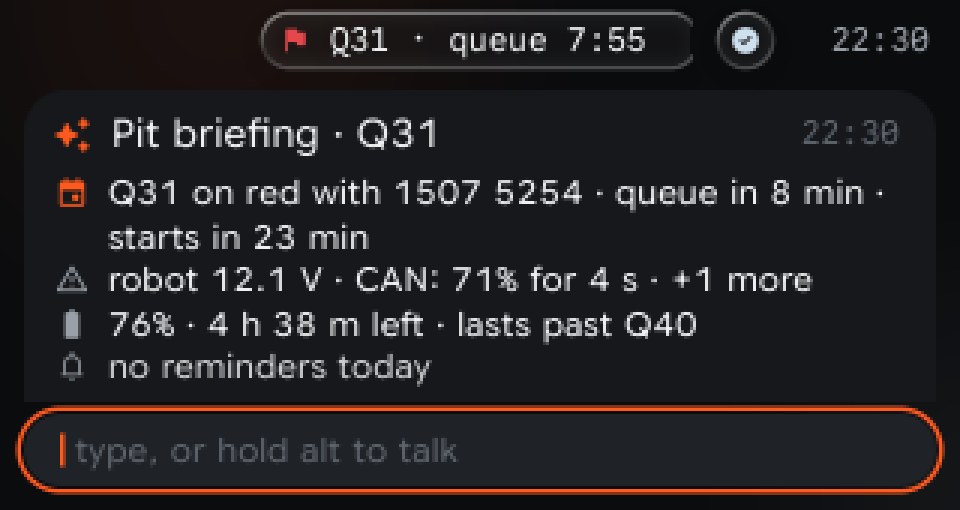 Q31 · queue 7:55
22:30
Pit briefing · Q31
22:30
Q31 on red with 1507 5254 · queue in 8 min ·
starts in 23 min
robot 12.1 V · CAN: 71% for 4 s · +1 more
76% · 4 h 38 m left · lasts past Q40
no reminders today
type, or hold alt to talk